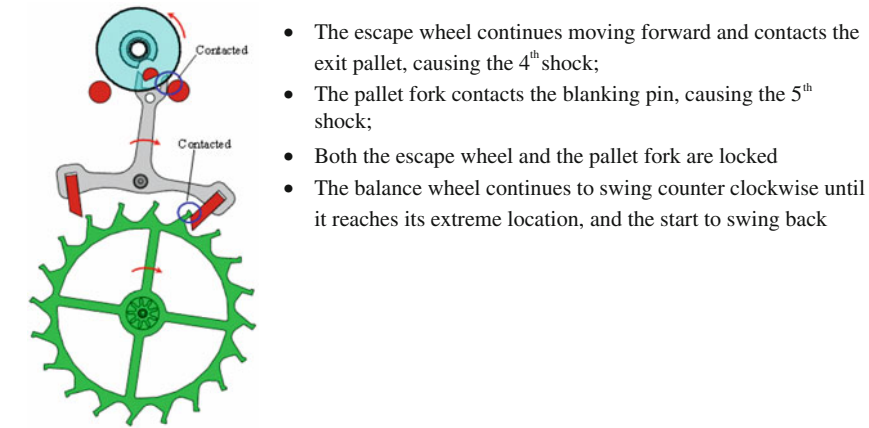 Contacted
Contacted
• The escape wheel continues moving forward and contacts the
exit pallet, causing the 4th shock;
• The pallet fork contacts the blanking pin, causing the 5th
shock;
• Both the escape wheel and the pallet fork are locked
• The balance wheel continues to swing counter clockwise until
it reaches its extreme location, and the start to swing back